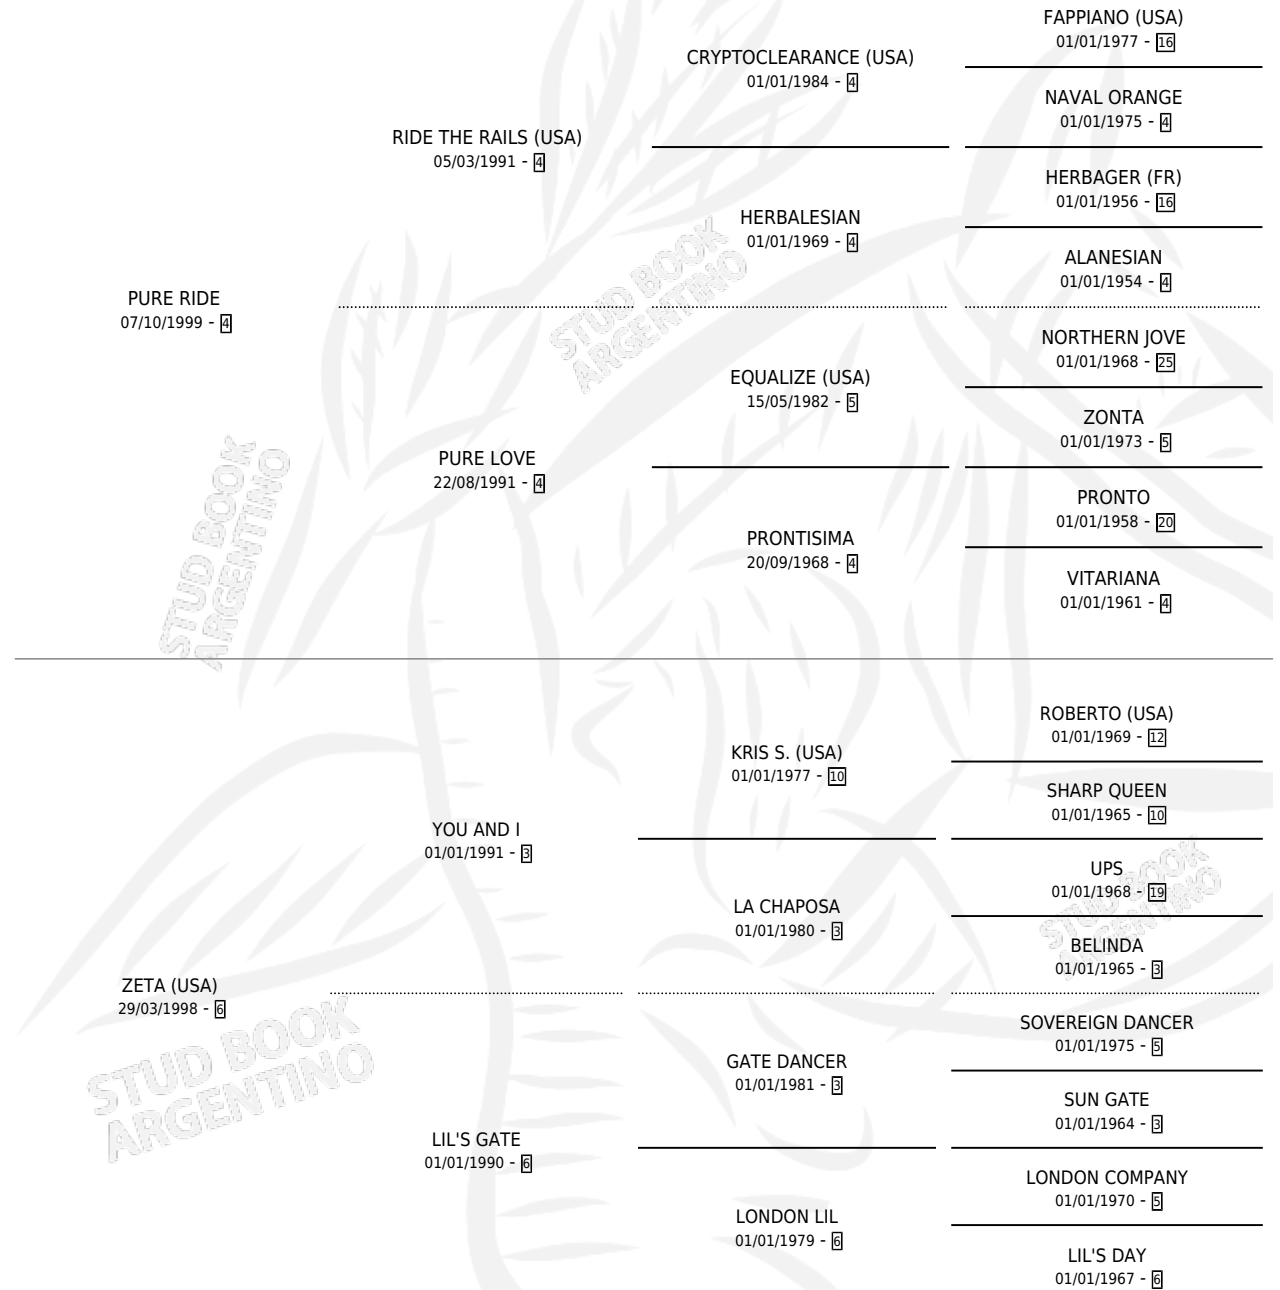 FAPPIANO (USA)
01/01/1977 - 16
CRYPTOCLEARANCE (USA)
01/01/1984 - 4
NAVAL ORANGE
01/01/1975 - 4
RIDE THE RAILS (USA)
05/03/1991 - 4
HERBAGER (FR)
01/01/1956 - 16
HERBALESIAN
01/01/1969 - 4
ALANESIAN
01/01/1954 - 4
PURE RIDE
07/10/1999 - 4
NORTHERN JOVE
01/01/1968 - 25
EQUALIZE (USA)
15/05/1982 - 5
ZONTA
01/01/1973 - 5
PURE LOVE
22/08/1991 - 4
PRONTO
01/01/1958 - 20
PRONTISIMA
20/09/1968 - 4
VITARIANA
01/01/1961 - 4
ROBERTO (USA)
01/01/1969 - 12
KRIS S. (USA)
01/01/1977 - 10
SHARP QUEEN
01/01/1965 - 10
YOU AND I
01/01/1991 - 3
UPS
01/01/1968 - 19
LA CHAPOSA
01/01/1980 - 3
BELINDA
01/01/1965 - 3
ZETA (USA)
29/03/1998 - 6
SOVEREIGN DANCER
01/01/1975 - 5
GATE DANCER
01/01/1981 - 3
SUN GATE
01/01/1964 - 3
LIL'S GATE
01/01/1990 - 6
LONDON COMPANY
01/01/1970 - 5
LONDON LIL
01/01/1979 - 6
LIL'S DAY
01/01/1967 - 6
STUD BOOK
ARGENTINO
STUD BOOK
ARGENTINO
STUD BOOK
ARGENTINO
STUD BOOK
ARGENTINO